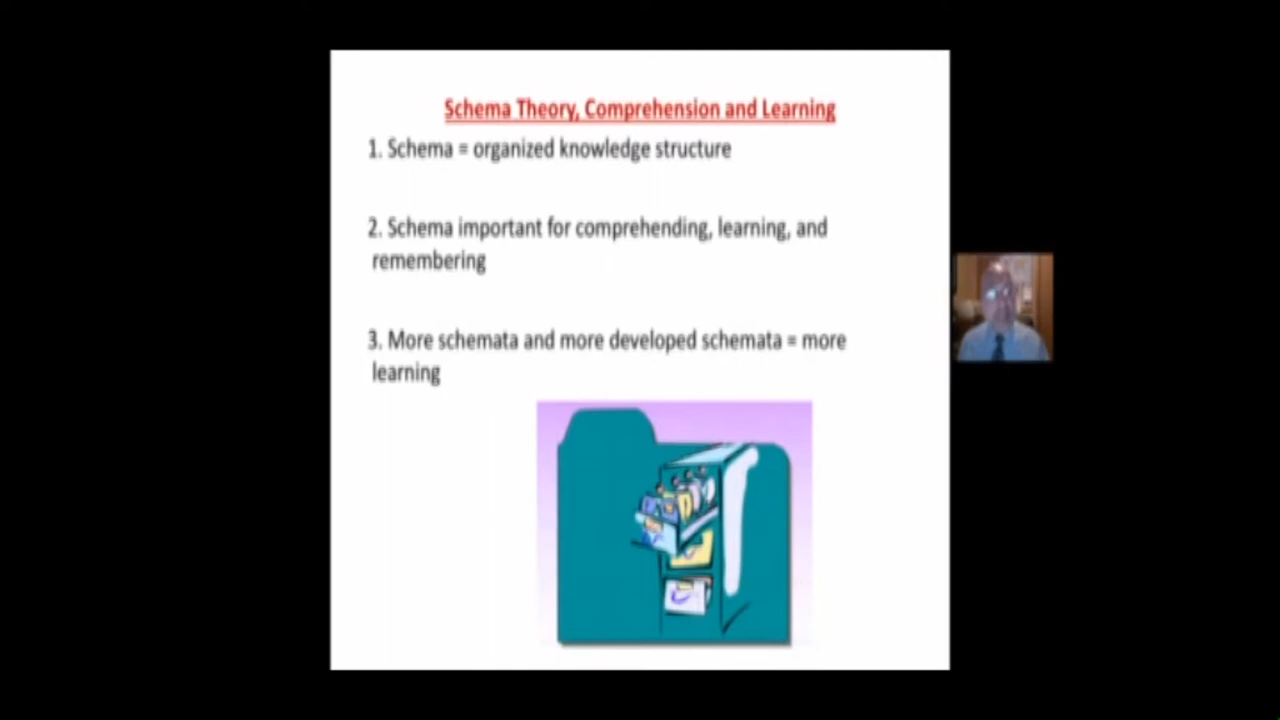 Schema Theory, Comprehension and Learning
1. Schema = organized knowledge structure
2. Schema important for comprehending, learning, and
remembering
3. More schemata and more developed schemata = more
learning